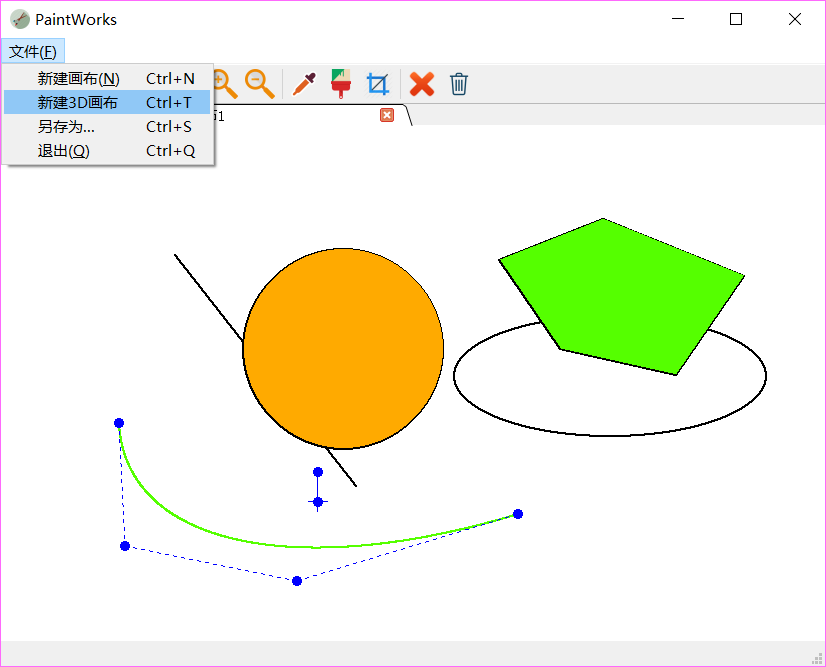 PaintWorks
文件(F)
新建画布(N) Ctrl+N
新建3D画布 Ctrl+T
另存为... Ctrl+S
退出(Q) Ctrl+Q
1